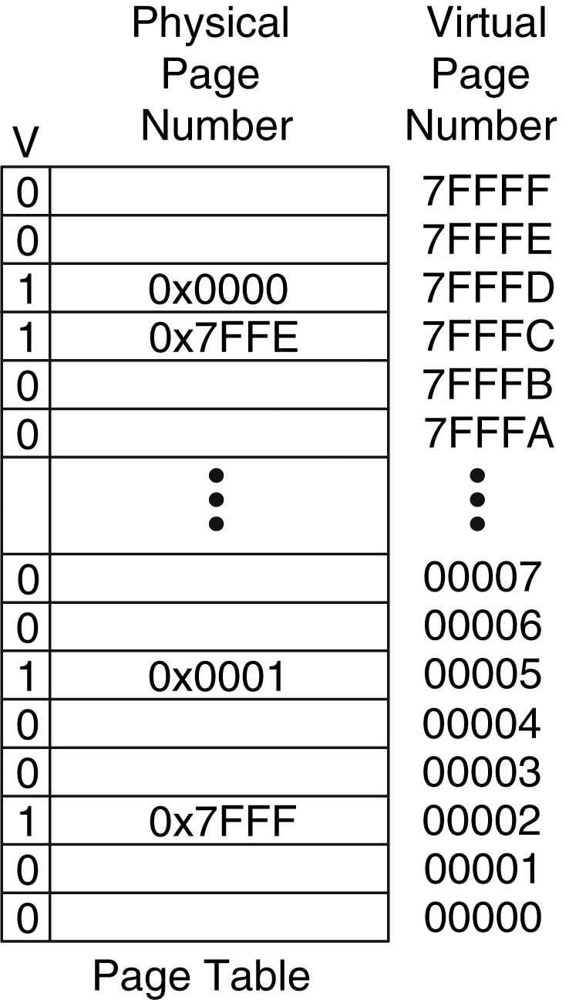 Physical Page Number
Virtual Page Number
V
0 7FFFF
0 7FFFE
1 0x0000 7FFFD
1 0x7FFE 7FFFC
0 7FFFB
0 7FFFA
0 00007
0 00006
1 0x0001 00005
0 00004
0 00003
1 0x7FFF 00002
0 00001
0 00000
Page Table